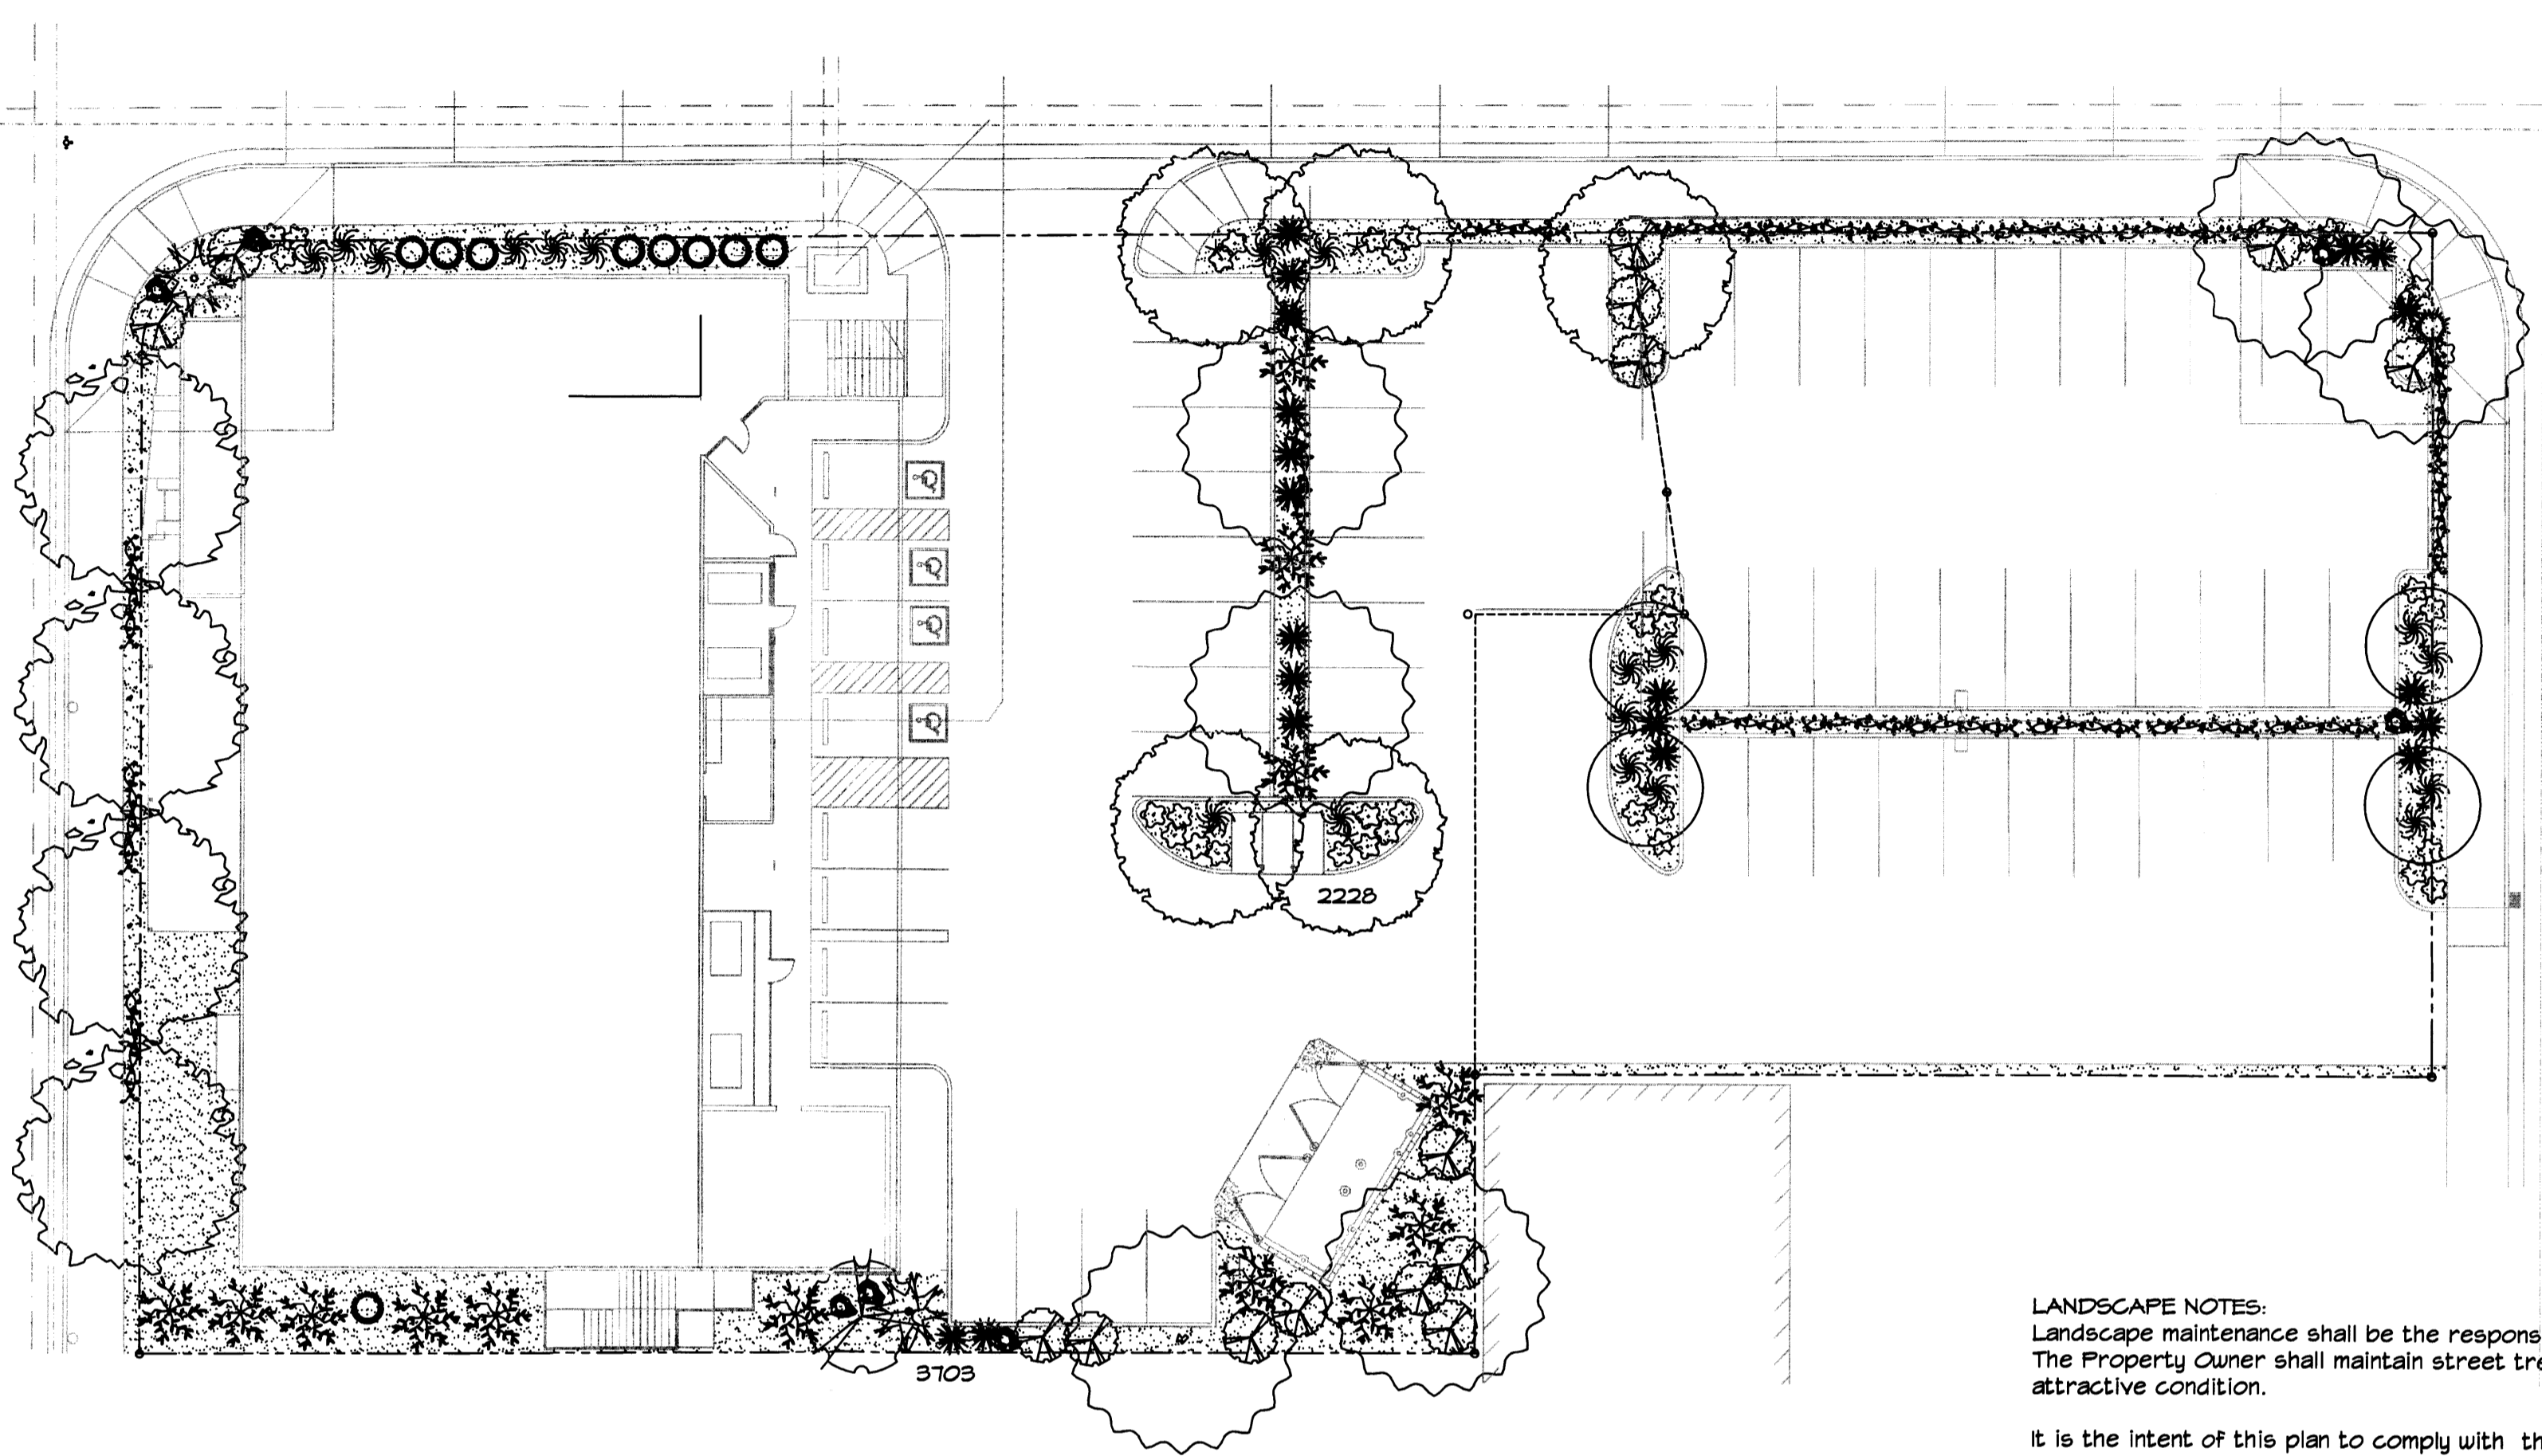 2228
3703
LANDSCAPE NOTES:
Landscape maintenance shall be the respons
The Property Owner shall maintain street tre
attractive condition.
It is the intent of this plan to comply with th